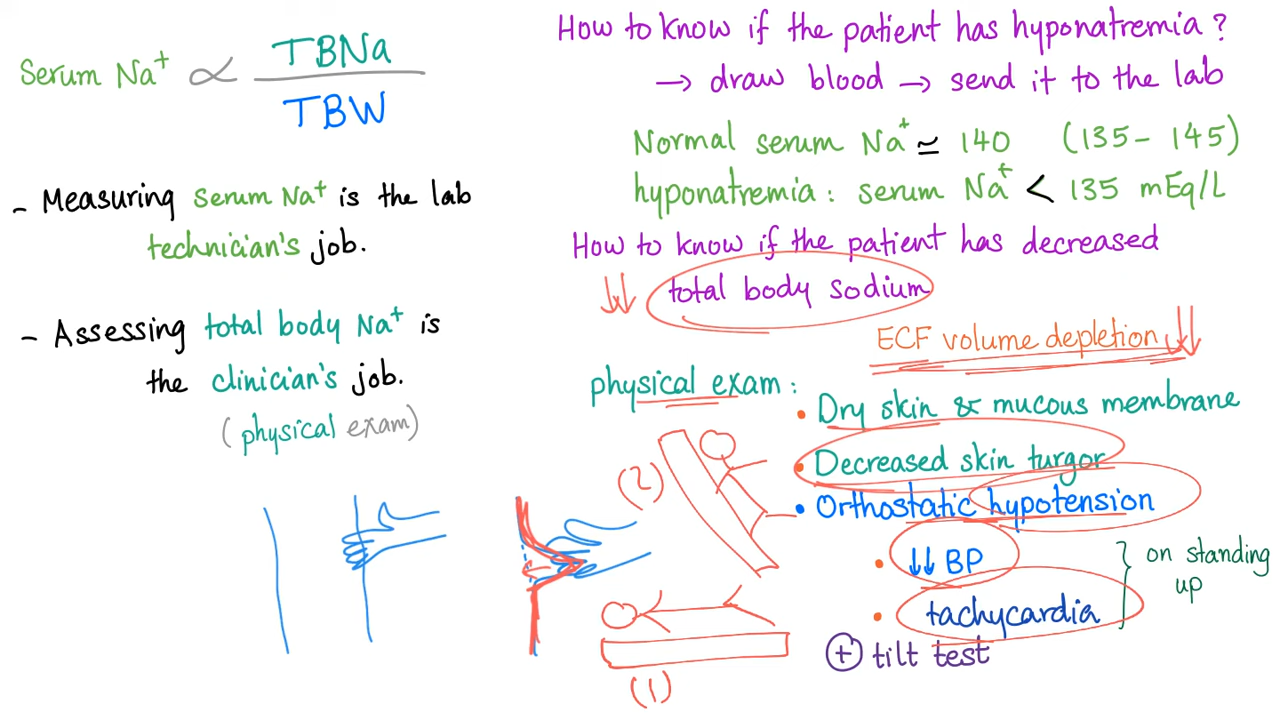 Serum Na⁺ ∝ TBNa
TBW
- Measuring serum Na⁺ is the lab
technician's job.
- Assessing total body Na⁺ is
the clinician's job.
(physical exam)
How to know if the patient has hyponatremia?
→ draw blood → send it to the lab
Normal serum Na⁺ ≃ 140 (135 - 145)
hyponatremia: serum Na⁺ < 135 mEq/L
How to know if the patient has decreased
↓↓ total body sodium
ECF volume depletion ↓↓
physical exam:
• Dry skin & mucous membrane
• Decreased skin turgor
• Orthostatic hypotension
• ↓↓ BP
• tachycardia
} on standing
up
(+) tilt test
(2)
(1)